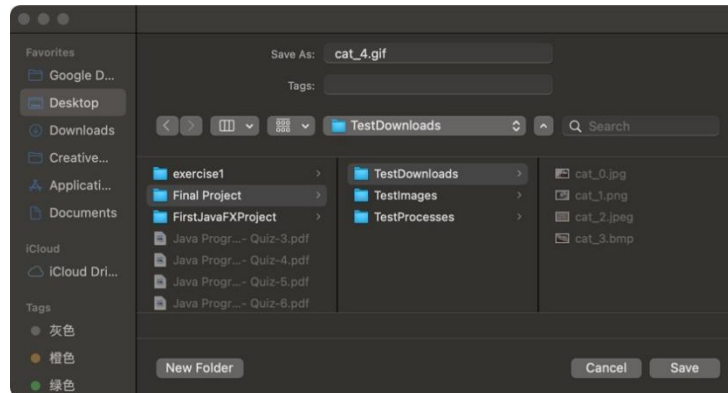 Favorites
Google D...
Desktop
Downloads
Creative...
Applicati...
Documents
iCloud
iCloud Dri...
Tags
灰色
橙色
绿色
Save As: cat_4.gif
Tags:
TestDownloads
Search
exercise1
Final Project
FirstJavaFXProject
Java Progr...- Quiz-3.pdf
Java Progr...- Quiz-4.pdf
Java Progr...- Quiz-5.pdf
Java Progr...- Quiz-6.pdf
TestDownloads
TestImages
TestProcesses
cat_0.jpg
cat_1.png
cat_2.jpeg
cat_3.bmp
New Folder
Cancel
Save